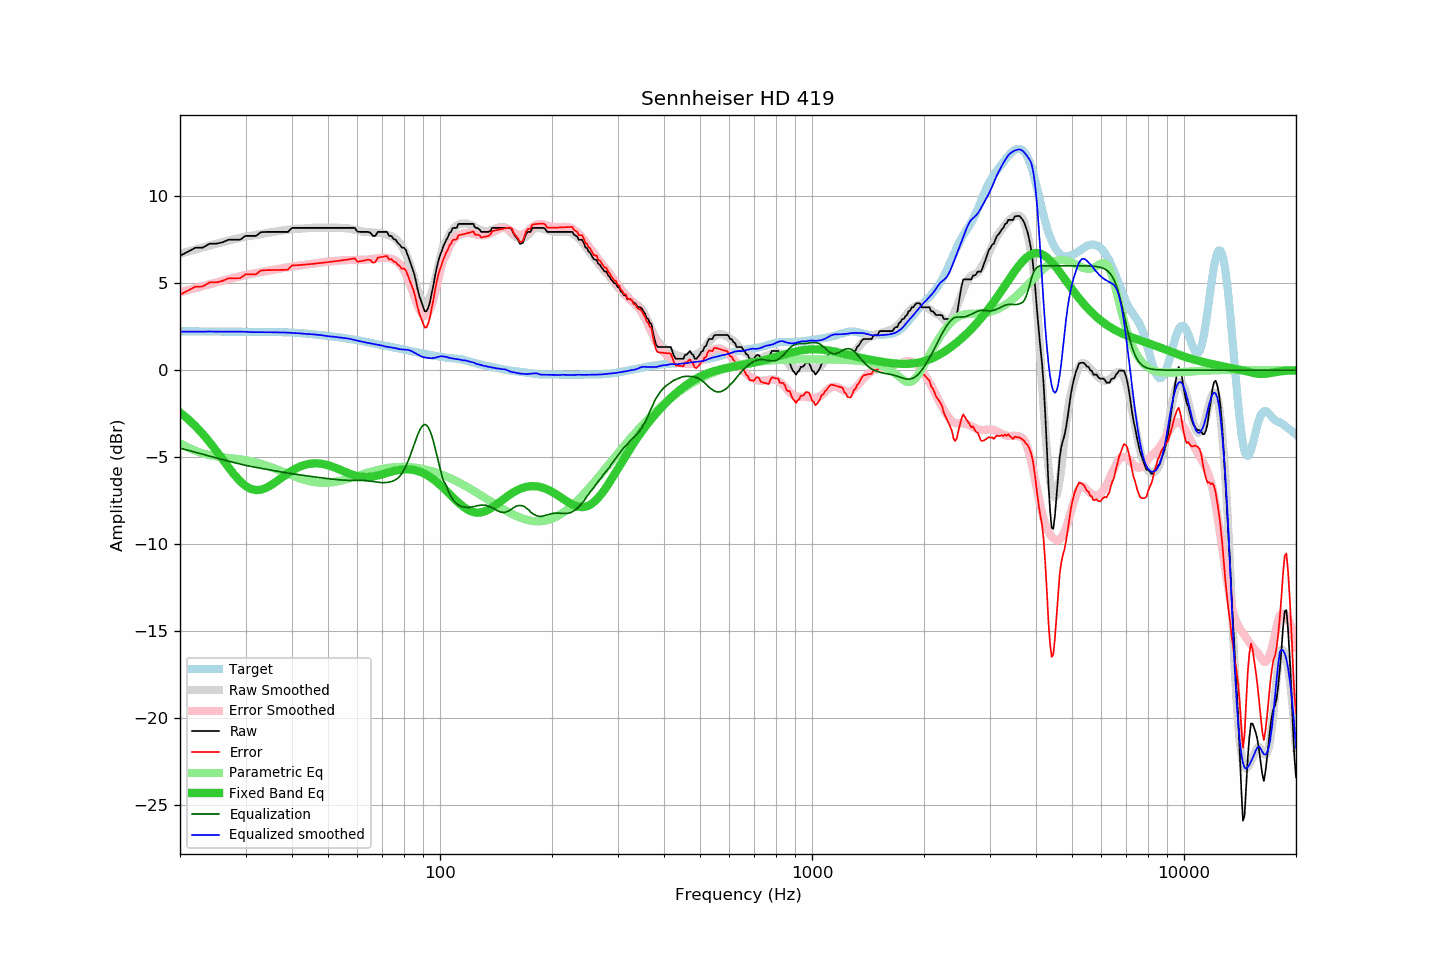 Sennheiser HD 419
Amplitude (dBr)
10
5
0
−5
−10
−15
−20
−25
Target
Raw Smoothed
Error Smoothed
Raw
Error
Parametric Eq
Fixed Band Eq
Equalization
Equalized smoothed
100 1000 10000
Frequency (Hz)